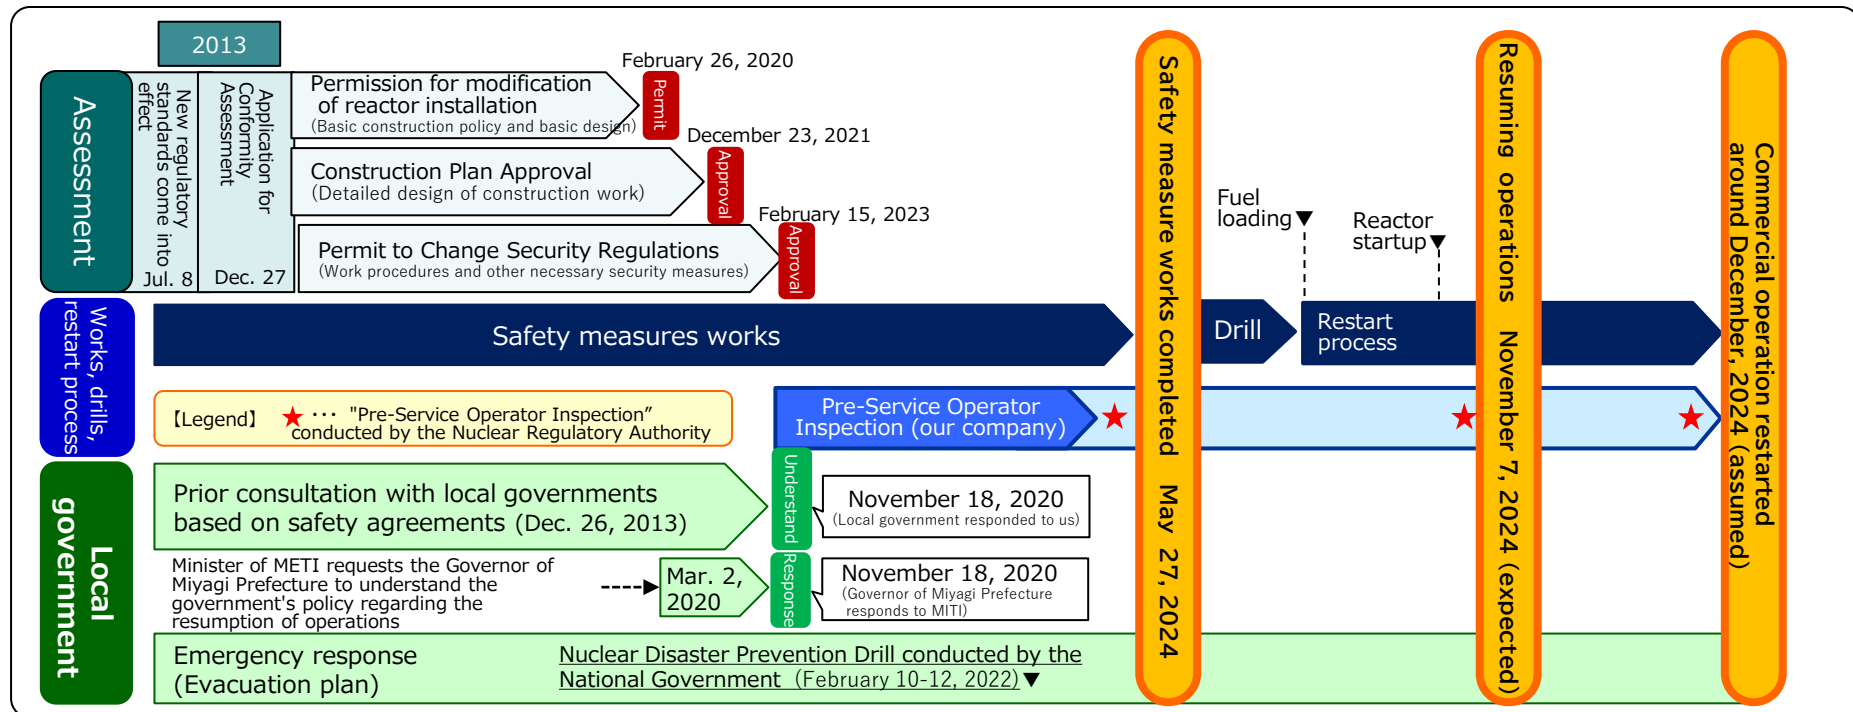 2013
Assessment
New regulatory
standards come into
effect
Jul. 8
Application for
Conformity
Assessment
Dec. 27
Permission for modification
of reactor installation
(Basic construction policy and basic design)
February 26, 2020
Permit
Construction Plan Approval
(Detailed design of construction work)
December 23, 2021
Approval
Permit to Change Security Regulations
(Work procedures and other necessary security measures)
February 15, 2023
Approval
Works, drills,
restart process
Safety measures works
Safety measure works completed May 27, 2024
Drill
Fuel
loading▼
Reactor
startup▼
Restart
process
Resuming operations November 7, 2024 (expected)
Commercial operation restarted
around December, 2024 (assumed)
【Legend】 ★ ··· "Pre-Service Operator Inspection”
conducted by the Nuclear Regulatory Authority
Pre-Service Operator
Inspection (our company)
Local
government
Prior consultation with local governments
based on safety agreements (Dec. 26, 2013)
Understand
November 18, 2020
(Local government responded to us)
Minister of METI requests the Governor of
Miyagi Prefecture to understand the
government's policy regarding the
resumption of operations
Mar. 2,
2020
Response
November 18, 2020
(Governor of Miyagi Prefecture
responds to MITI)
Emergency response
(Evacuation plan)
Nuclear Disaster Prevention Drill conducted by the
National Government (February 10-12, 2022)▼